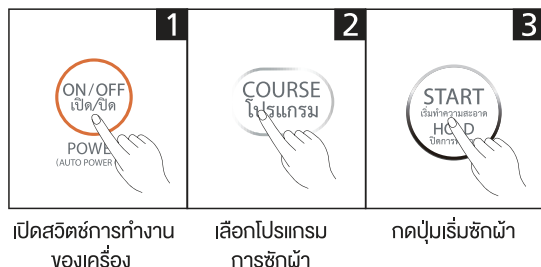 1
ON/OFF
เปิด/ปิด
(AUTO POWER
เปิดสวิตช์การทำงาน
ของเครื่อง
2
COURSE
โปรแกรม
เลือกโปรแกรม
การซักผ้า
3
START
เริ่มทำความสะอาด
กดปุ่มเริ่มซักผ้า